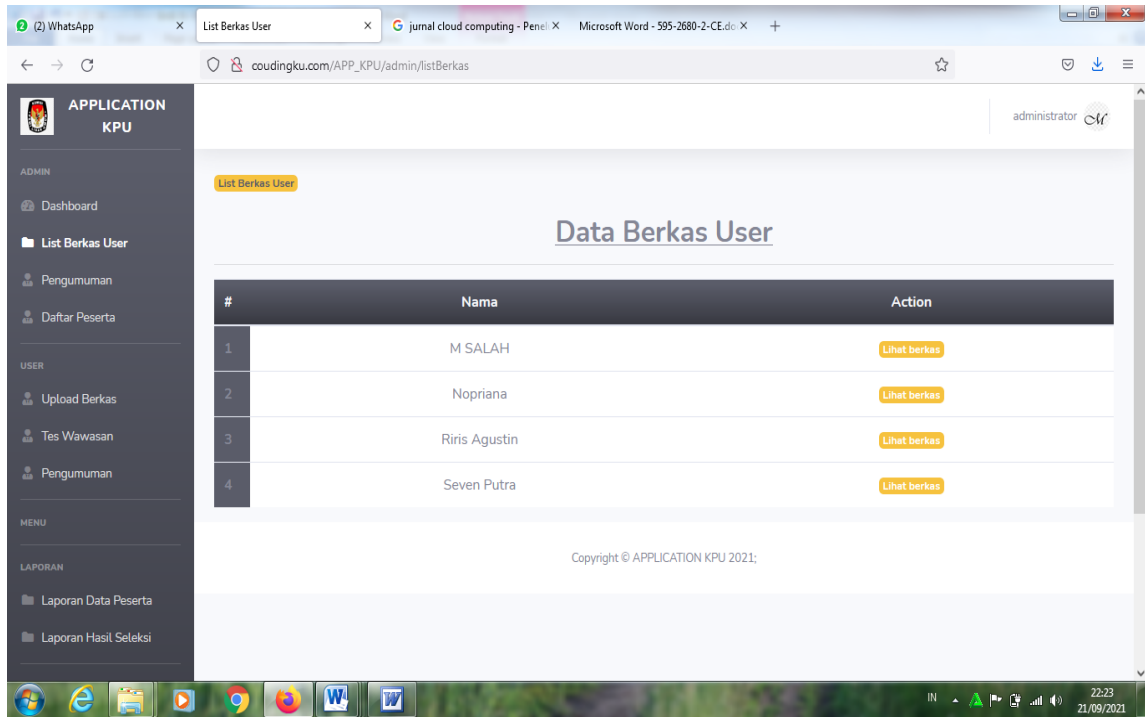 (2) WhatsApp
List Berkas User
jurnal cloud computing - Penel
Microsoft Word - 595-2680-2-CE.do
coudingku.com/APP_KPU/admin/listBerkas
APPLICATION
KPU
administrator
ADMIN
Dashboard
List Berkas User
Pengumuman
Daftar Peserta
USER
Upload Berkas
Tes Wawasan
Pengumuman
MENU
LAPORAN
Laporan Data Peserta
Laporan Hasil Seleksi
List Berkas User
Data Berkas User
# Nama Action
1 M SALAH Lihat berkas
2 Nopriana Lihat berkas
3 Riris Agustin Lihat berkas
4 Seven Putra Lihat berkas
Copyright © APPLICATION KPU 2021;
IN 22:23
21/09/2021